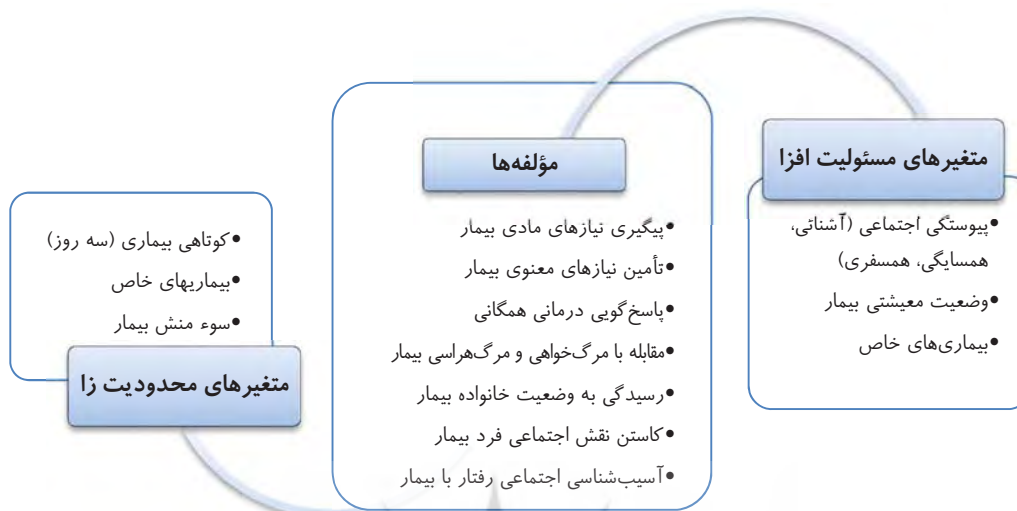 متغیرهای مسئولیت افزا
•پیوستگی اجتماعی (آشنائی،
همسایگی، همسفری)
•وضعیت معیشتی بیمار
•بیماری‌های خاص
مؤلفه‌ها
•پیگیری نیازهای مادی بیمار
•تأمین نیازهای معنوی بیمار
•پاسخ‌گویی درمانی همگانی
•مقابله با مرگ‌خواهی و مرگ‌هراسی بیمار
•رسیدگی به وضعیت خانواده بیمار
•کاستن نقش اجتماعی فرد بیمار
•آسیب‌شناسی اجتماعی رفتار با بیمار
•کوتاهی بیماری (سه روز)
•بیماریهای خاص
•سوء منش بیمار
متغیرهای محدودیت زا